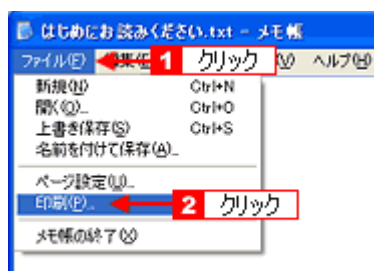 はじめにお読みください.txt - メモ帳
ファイル(F) 1 クリック (V) ヘルプ(H)
新規(N) Ctrl+N
開く(O)... Ctrl+O
上書き保存(S) Ctrl+S
名前を付けて保存(A)...
ページ設定(U)...
印刷(P)... 2 クリック
メモ帳の終了(X)